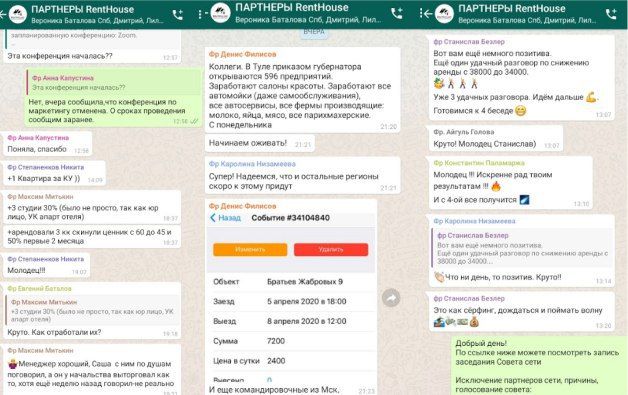 ПАРТНЕРЫ RentHouse
Вероника Баталова Спб, Дмитрий, Лил...
запланированную конференцию: Zoom.
...
Эта конференция началась??
12:57
Фр Анна Капустина
Эта конференция началась??
Нет, вчера сообщила,что конференция по
маркетингу отменена. О сроках проведения
сообщим заранее.
12:58
Фр Анна Капустина
Поняла, спасибо
12:58
Фр Степаненков Никита
+1 Квартира за КУ ))
14:09
Фр Максим Митькин
+3 студии 30% (было не просто, так как юр
лицо, УК апарт отеля)
18:37
+арендовали 3 кк скинули ценник с 60 до 45 и
50% первые 2 месяца
18:37
Фр Степаненков Никита
Молодец!!!
19:02
Фр Евгений Баталов
Фр Максим Митькин
+3 студии 30% (было не просто, так как юр лицо, УК
апарт отеля)
Круто. Как отработали их?
19:18
Фр Максим Митькин
Менеджер хороший, Саша с ним по душам
поговорил, а он у начальства выторговал как
то, хотя ещё неделю назад говорил-не реально
ПАРТНЕРЫ RentHouse
Вероника Баталова Спб, Дмитрий, Лил...
ВЧЕРА
Фр Денис Филисов
Коллеги. В Туле приказом губернатора
открываются 596 предприятий.
Заработают салоны красоты. Заработают все
автомойки (даже самообслуживания),
все автосервисы, все фермы производящие:
молоко, яйца, мясо, все парихмахерские.
С понедельника
21:20
Начинаем оживать!
21:21
Фр Каролина Низамеева
Супер! Надеемся, что и остальные регионы
скоро к этому придут
21:21
Фр Денис Филисов
Назад
Событие #34104840
Изменить
Удалить
Объект
Братьев Жабровых 9
Заезд
5 апреля 2020 в 18:00
Выезд
8 апреля 2020 в 12:00
Сумма
7200
Цена в сутки
2400
Внесено
0
И еще командировочные из Мск,
21:23
ПАРТНЕРЫ RentHouse
Вероника Баталова Спб, Дмитрий, Лил...
Фр Станислав Безлер
Вот вам ещё немного позитива.
Ещё один удачный разговор по снижению
аренды с 38000 до 34000.
Уже 3 удачных разговора. Идём дальше
Готовимся к 4 беседе
13:07
Фр. Айгуль Голова
Круто! Молодец Станислав)
13:07
Фр Константин Паламаржа
Молодец !!! Искренне рад твоим
результатам !!!
И с 4-ой все получится
13:10
Фр Каролина Низамеева
Фр Станислав Безлер
Вот вам ещё немного позитива.
Ещё один удачный разговор по снижению аренды с
38000 до 34000...
Что ни день, то позитив. Круто!!
13:14
Фр Станислав Безлер
Это как сёрфинг, дождаться и поймать волну
13:20
Добрый день!
По ссылке ниже можете посмотреть запись
заседания Совета сети
Исключение партнеров сети, причины,
голосование совета: